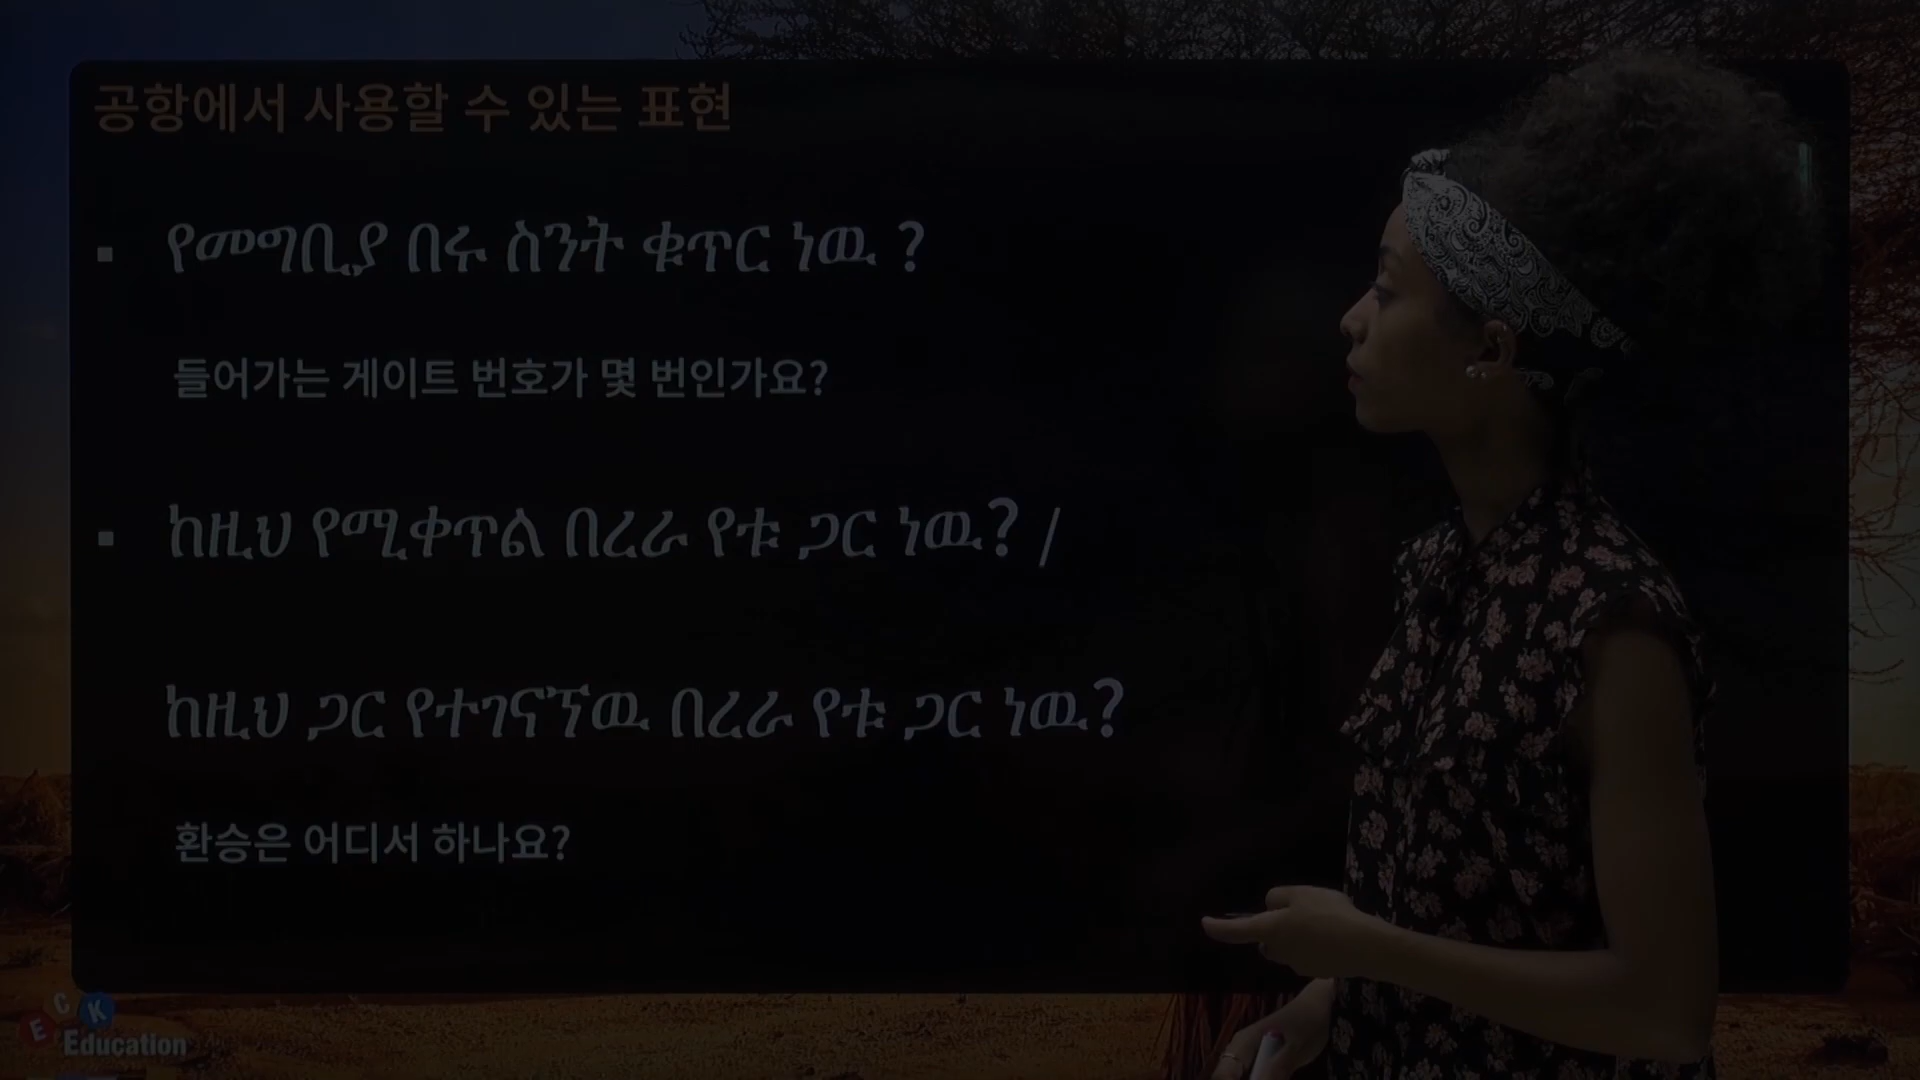 공항에서 사용할 수 있는 표현
▪ የመግቢያ በሩ ስንት ቁጥር ነዉ ?
들어가는 게이트 번호가 몇 번인가요?
▪ ከዚህ የሚቀጥል በረራ የቱ ጋር ነዉ? /
ከዚህ ጋር የተገናኘዉ በረራ የቱ ጋር ነዉ?
환승은 어디서 하나요?
E C K
Education